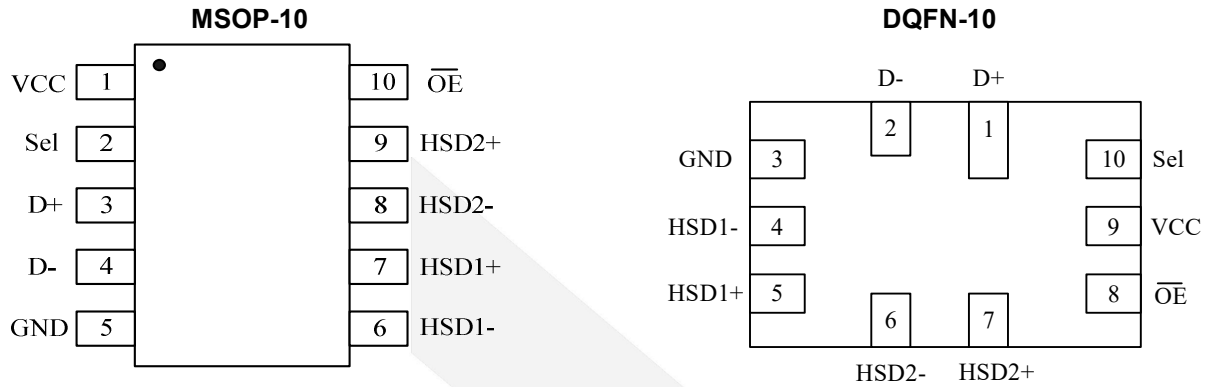 MSOP-10
VCC 1 10 O̅E̅
Sel 2 9 HSD2+
D+ 3 8 HSD2-
D- 4 7 HSD1+
GND 5 6 HSD1-
DQFN-10
D- D+
2 1
GND 3 10 Sel
HSD1- 4 9 VCC
HSD1+ 5 8 O̅E̅
6 7
HSD2- HSD2+